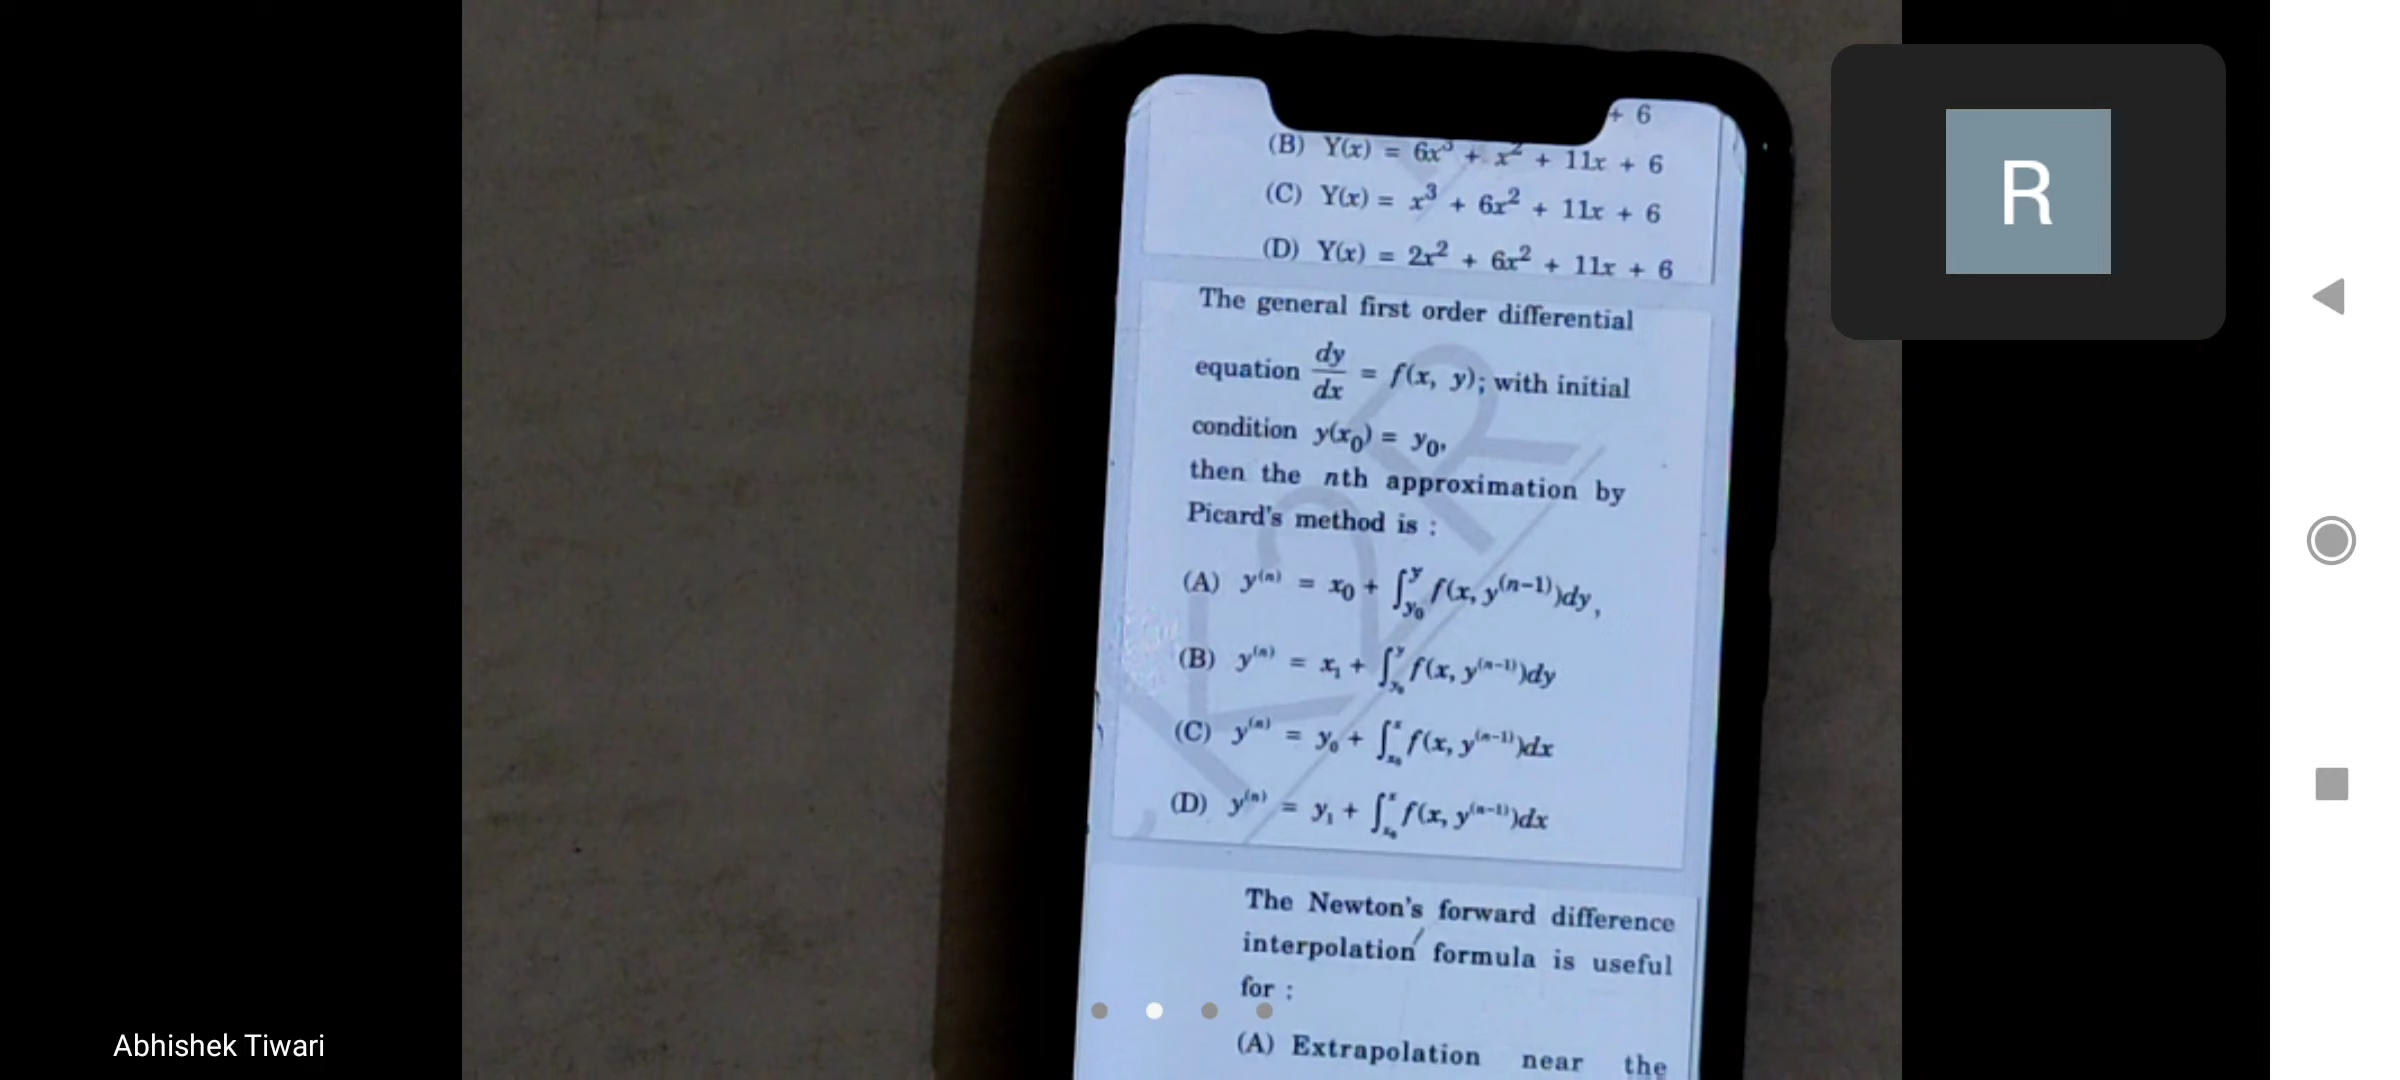 + 6
(B) Y(x) = 6x³ + x² + 11x + 6
(C) Y(x) = x³ + 6x² + 11x + 6
(D) Y(x) = 2x² + 6x² + 11x + 6
The general first order differential
equation dy/dx = f(x, y); with initial
condition y(x₀) = y₀,
then the nth approximation by
Picard's method is :
(A) y⁽ⁿ⁾ = x₀ + ∫_{y₀}^{y} f(x, y⁽ⁿ⁻¹⁾)dy,
(B) y⁽ⁿ⁾ = x₁ + ∫_{y₀}^{y} f(x, y⁽ⁿ⁻¹⁾)dy
(C) y⁽ⁿ⁾ = y₀ + ∫_{x₀}^{x} f(x, y⁽ⁿ⁻¹⁾)dx
(D) y⁽ⁿ⁾ = y₁ + ∫_{x₀}^{x} f(x, y⁽ⁿ⁻¹⁾)dx
The Newton's forward difference
interpolation formula is useful
for :
(A) Extrapolation near the
K2R
R
Abhishek Tiwari